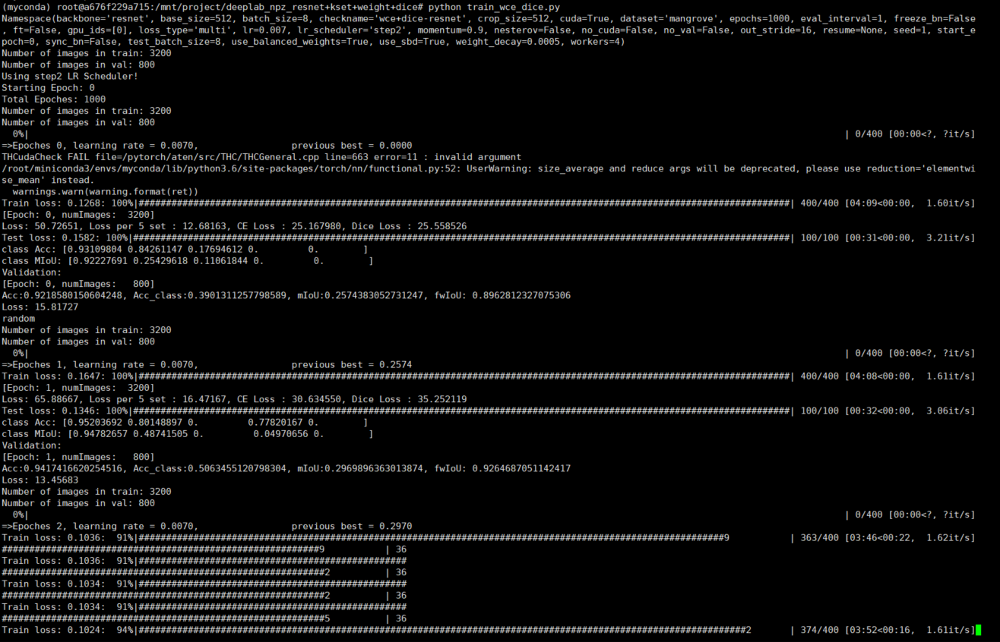 (myconda) root@a676f229a715:/mnt/project/deeplab_npz_resnet+kset+weight+dice# python train_wce_dice.py
Namespace(backbone='resnet', base_size=512, batch_size=8, checkname='wce+dice-resnet', crop_size=512, cuda=True, dataset='mangrove', epochs=1000, eval_interval=1, freeze_bn=False
, ft=False, gpu_ids=[0], loss_type='multi', lr=0.007, lr_scheduler='step2', momentum=0.9, nesterov=False, no_cuda=False, no_val=False, out_stride=16, resume=None, seed=1, start_e
poch=0, sync_bn=False, test_batch_size=8, use_balanced_weights=True, use_sbd=True, weight_decay=0.0005, workers=4)
Number of images in train: 3200
Number of images in val: 800
Using step2 LR Scheduler!
Starting Epoch: 0
Total Epoches: 1000
Number of images in train: 3200
Number of images in val: 800
0%| | 0/400 [00:00<?, ?it/s]
=>Epoches 0, learning rate = 0.0070, previous best = 0.0000
THCudaCheck FAIL file=/pytorch/aten/src/THC/THCGeneral.cpp line=663 error=11 : invalid argument
/root/miniconda3/envs/myconda/lib/python3.6/site-packages/torch/nn/functional.py:52: UserWarning: size_average and reduce args will be deprecated, please use reduction='elementwi
se_mean' instead.
warnings.warn(warning.format(ret))
Train loss: 0.1268: 100%|########################################################################################################################| 400/400 [04:09<00:00, 1.60it/s]
[Epoch: 0, numImages: 3200]
Loss: 50.72651, Loss per 5 set : 12.68163, CE Loss : 25.167980, Dice Loss : 25.558526
Test loss: 0.1582: 100%|#########################################################################################################################| 100/100 [00:31<00:00, 3.21it/s]
class Acc: [0.93109804 0.84261147 0.17694612 0. 0. ]
class MIoU: [0.92227691 0.25429618 0.11061844 0. 0. ]
Validation:
[Epoch: 0, numImages: 800]
Acc:0.9218580150604248, Acc_class:0.3901311257798589, mIoU:0.2574383052731247, fwIoU: 0.8962812327075306
Loss: 15.81727
random
Number of images in train: 3200
Number of images in val: 800
0%| | 0/400 [00:00<?, ?it/s]
=>Epoches 1, learning rate = 0.0070, previous best = 0.2574
Train loss: 0.1647: 100%|########################################################################################################################| 400/400 [04:08<00:00, 1.61it/s]
[Epoch: 1, numImages: 3200]
Loss: 65.88667, Loss per 5 set : 16.47167, CE Loss : 30.634550, Dice Loss : 35.252119
Test loss: 0.1346: 100%|#########################################################################################################################| 100/100 [00:32<00:00, 3.06it/s]
class Acc: [0.95203692 0.80148897 0. 0.77820167 0. ]
class MIoU: [0.94782657 0.48741505 0. 0.04970656 0. ]
Validation:
[Epoch: 1, numImages: 800]
Acc:0.9417416620254516, Acc_class:0.5063455120798304, mIoU:0.2969896363013874, fwIoU: 0.9264687051142417
Loss: 13.45683
Number of images in train: 3200
Number of images in val: 800
0%| | 0/400 [00:00<?, ?it/s]
=>Epoches 2, learning rate = 0.0070, previous best = 0.2970
Train loss: 0.1036: 91%|############################################################################################################9 | 363/400 [03:46<00:22, 1.62it/s]
##########################################################9 | 36
Train loss: 0.1036: 91%|#################################################
###########################################################2 | 36
Train loss: 0.1034: 91%|#################################################
###########################################################2 | 36
Train loss: 0.1034: 91%|#################################################
###########################################################5 | 36
Train loss: 0.1024: 94%|################################################################################################################2 | 374/400 [03:52<00:16, 1.61it/s]